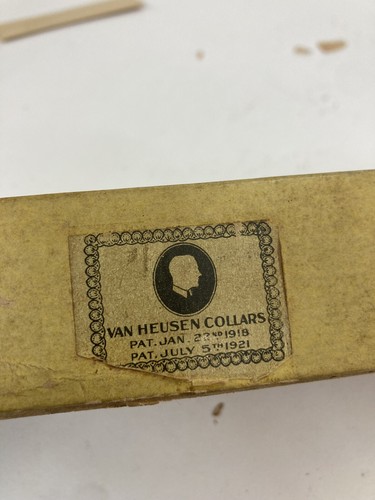 VAN HEUSEN COLLARS
PAT. JAN. 22ND 1918
PAT. JULY 5TH 1921